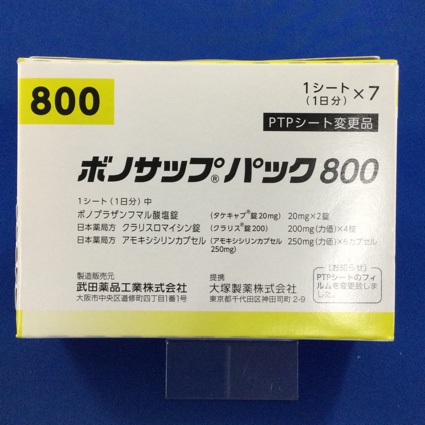 800
1シート×7
(1日分)
PTPシート変更品
ボノサップ®パック800
1シート(1日分)中
ボノプラザンフマル酸塩錠 (タケキャブ®錠20mg) 20mg×2錠
日本薬局方 クラリスロマイシン錠 (クラリス®錠200) 200mg(力価)×4錠
日本薬局方 アモキシシリンカプセル (アモキシシリンカプセル250mg) 250mg(力価)×6カプセル
製造販売元
武田薬品工業株式会社
大阪市中央区道修町四丁目1番1号
提携
大塚製薬株式会社
東京都千代田区神田司町2-9
〔お知らせ〕
PTPシートのフィ
ルムを変更致しま
した。